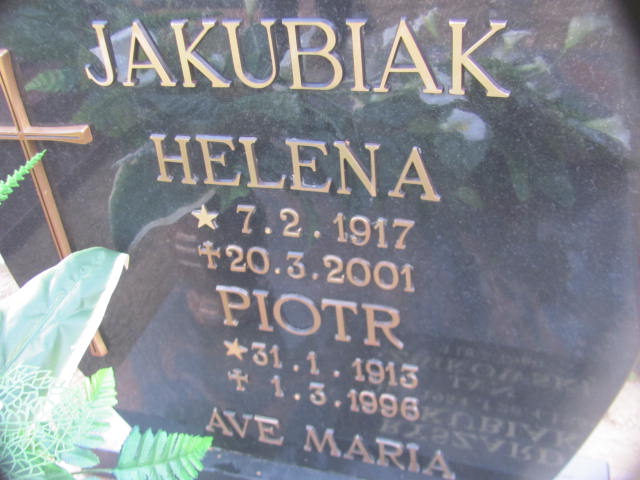 JAKUBIAK
HELENA
★ 7.2.1917
✝20.3.2001
PIOTR
★31.1.1913
✝ 1.3.1996
AVE MARIA